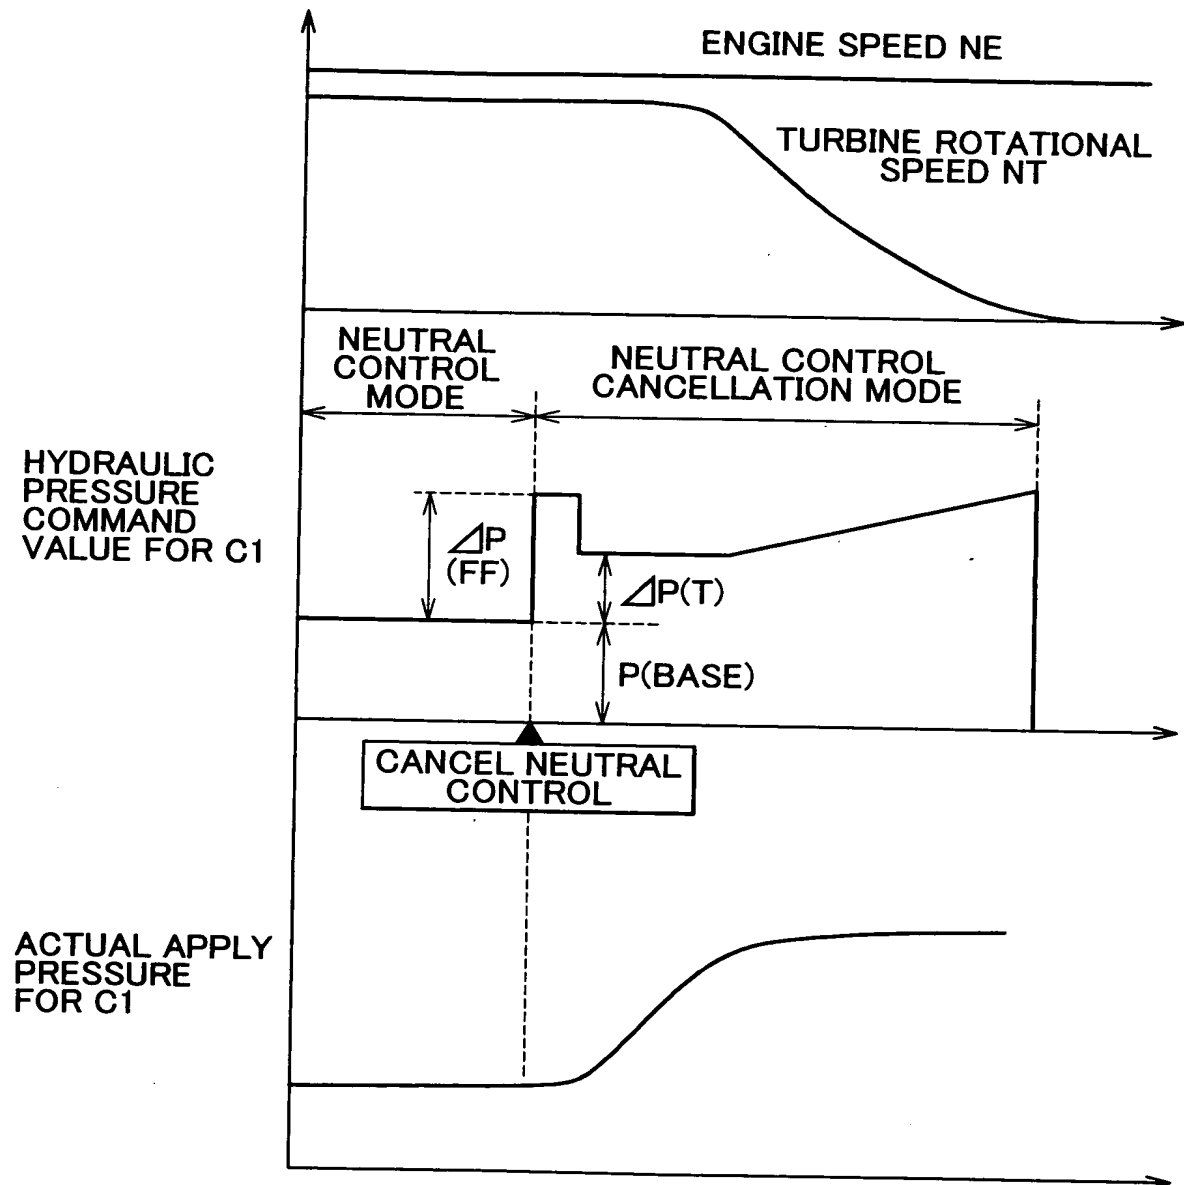 ENGINE SPEED NE
TURBINE ROTATIONAL
SPEED NT
NEUTRAL
CONTROL
MODE
NEUTRAL CONTROL
CANCELLATION MODE
HYDRAULIC
PRESSURE
COMMAND
VALUE FOR C1
⊿P
(FF)
⊿P(T)
P(BASE)
CANCEL NEUTRAL
CONTROL
ACTUAL APPLY
PRESSURE
FOR C1